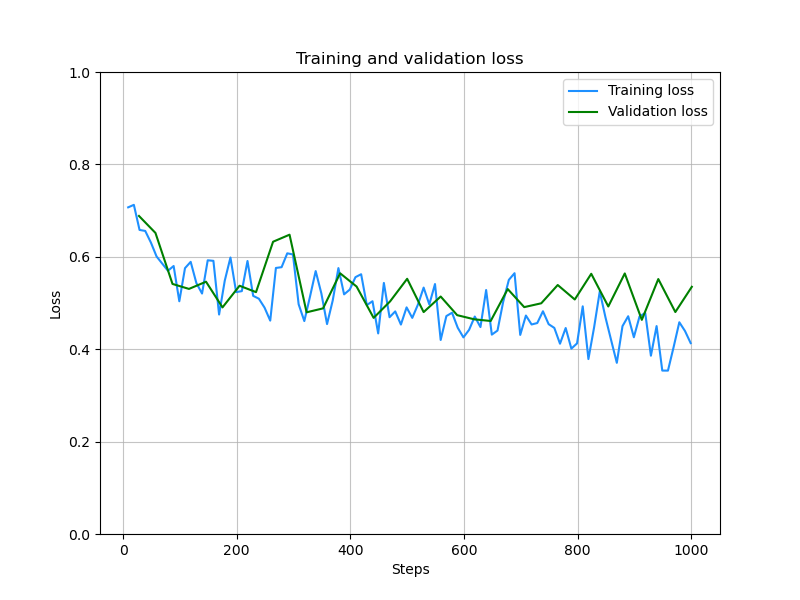 Training and validation loss
Training loss
Validation loss
1.0
0.8
0.6
0.4
0.2
0.0
Loss
0 200 400 600 800 1000
Steps